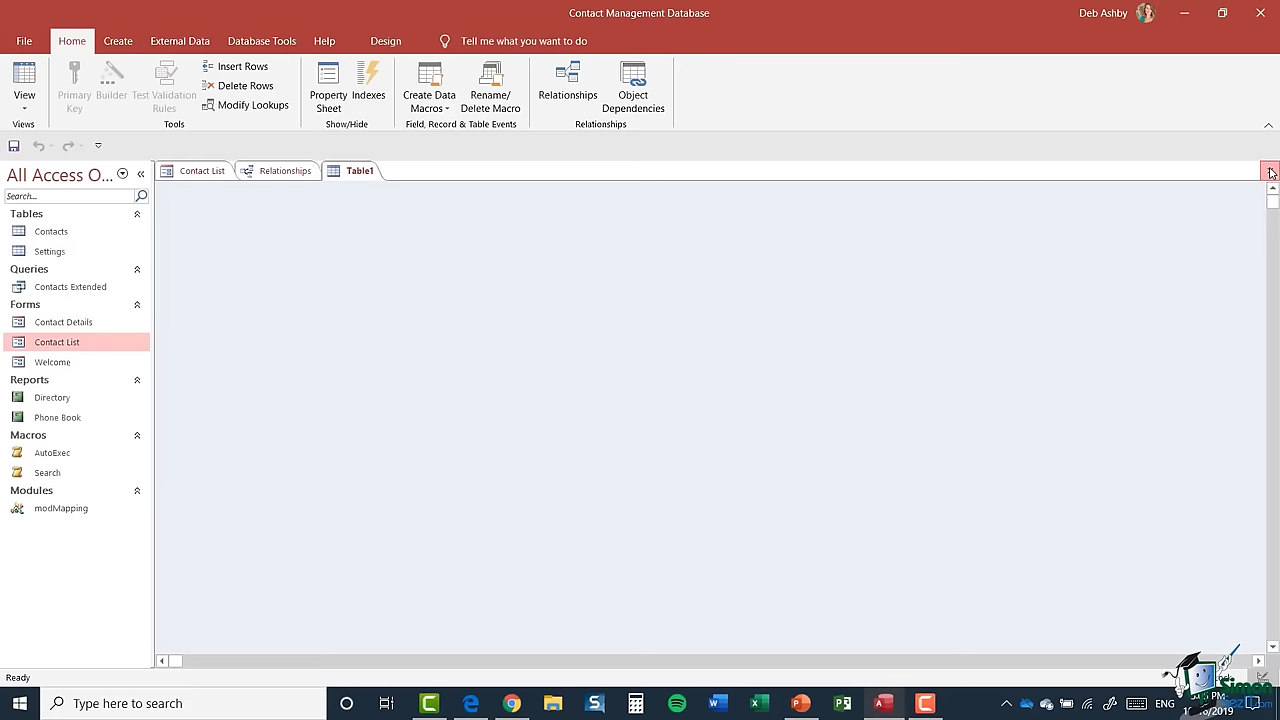 Contact Management Database
Deb Ashby
File Home Create External Data Database Tools Help Design Tell me what you want to do
View
Views
Primary Key
Builder
Test Validation Rules
Insert Rows
Delete Rows
Modify Lookups
Tools
Property Sheet
Indexes
Show/Hide
Create Data Macros
Rename/ Delete Macro
Field, Record & Table Events
Relationships
Object Dependencies
Relationships
All Access O...
Contact List
Relationships
Table1
Search...
Tables
Contacts
Settings
Queries
Contacts Extended
Forms
Contact Details
Contact List
Welcome
Reports
Directory
Phone Book
Macros
AutoExec
Search
Modules
modMapping
Ready
Type here to search
ENG